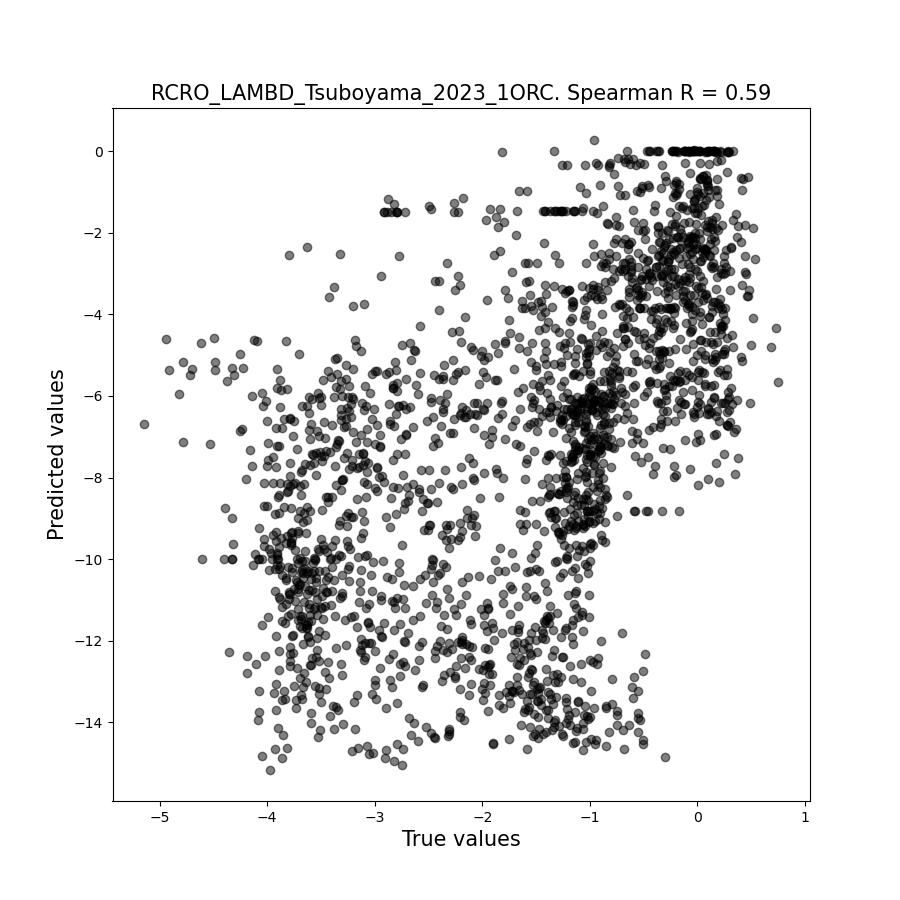 RCRO_LAMBD_Tsuboyama_2023_1ORC. Spearman R = 0.59
0
−2
−4
−6
−8
−10
−12
−14
Predicted values
−5 −4 −3 −2 −1 0 1
True values